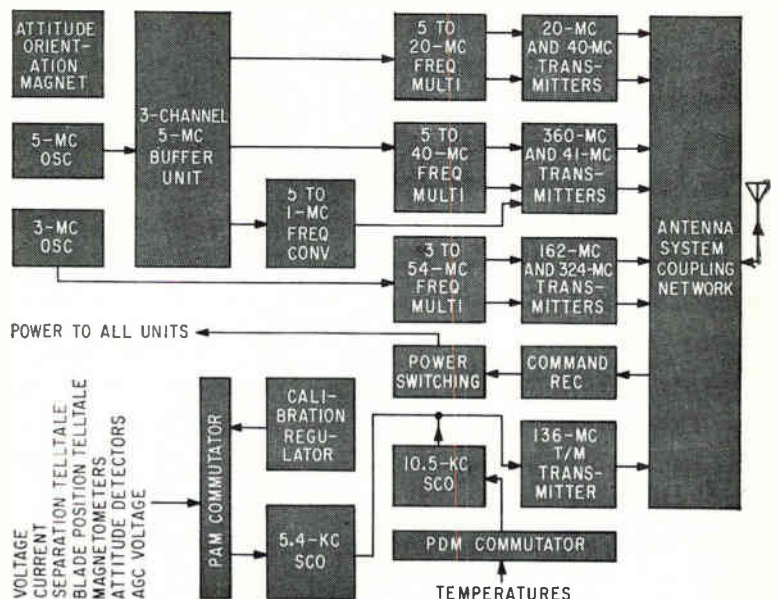 ATTITUDE
ORIENT-
ATION
MAGNET
5-MC
OSC
3-MC
OSC
3-CHANNEL
5-MC
BUFFER
UNIT
5 TO
1-MC
FREQ
CONV
5 TO
20-MC
FREQ
MULTI
20-MC
AND 40-MC
TRANS-
MITTERS
5 TO
40-MC
FREQ
MULTI
360-MC
AND 41-MC
TRANS-
MITTERS
3 TO
54-MC
FREQ
MULTI
162-MC
AND 324-MC
TRANS-
MITTERS
ANTENNA
SYSTEM
COUPLING
NETWORK
POWER TO ALL UNITS
POWER
SWITCHING
COMMAND
REC
VOLTAGE
CURRENT
SEPARATION TELLTALE
BLADE POSITION TELLTALE
MAGNETOMETERS
ATTITUDE DETECTORS
AGC VOLTAGE
PAM COMMUTATOR
CALI-
BRATION
REGU-
LATOR
5.4-KC
SCO
10.5-KC
SCO
136-MC
T/M
TRANS-
MITTER
PDM COMMUTATOR
TEMPERATURES